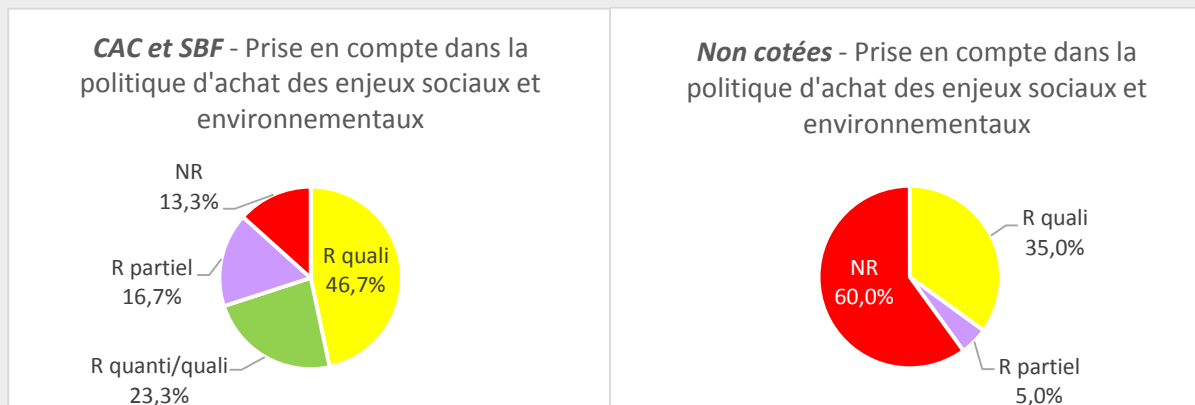 CAC et SBF - Prise en compte dans la
politique d'achat des enjeux sociaux et
environnementaux
NR
13,3%
R quali
46,7%
R partiel
16,7%
R quanti/quali
23,3%
Non cotées - Prise en compte dans la
politique d'achat des enjeux sociaux et
environnementaux
R quali
35,0%
NR
60,0%
R partiel
5,0%